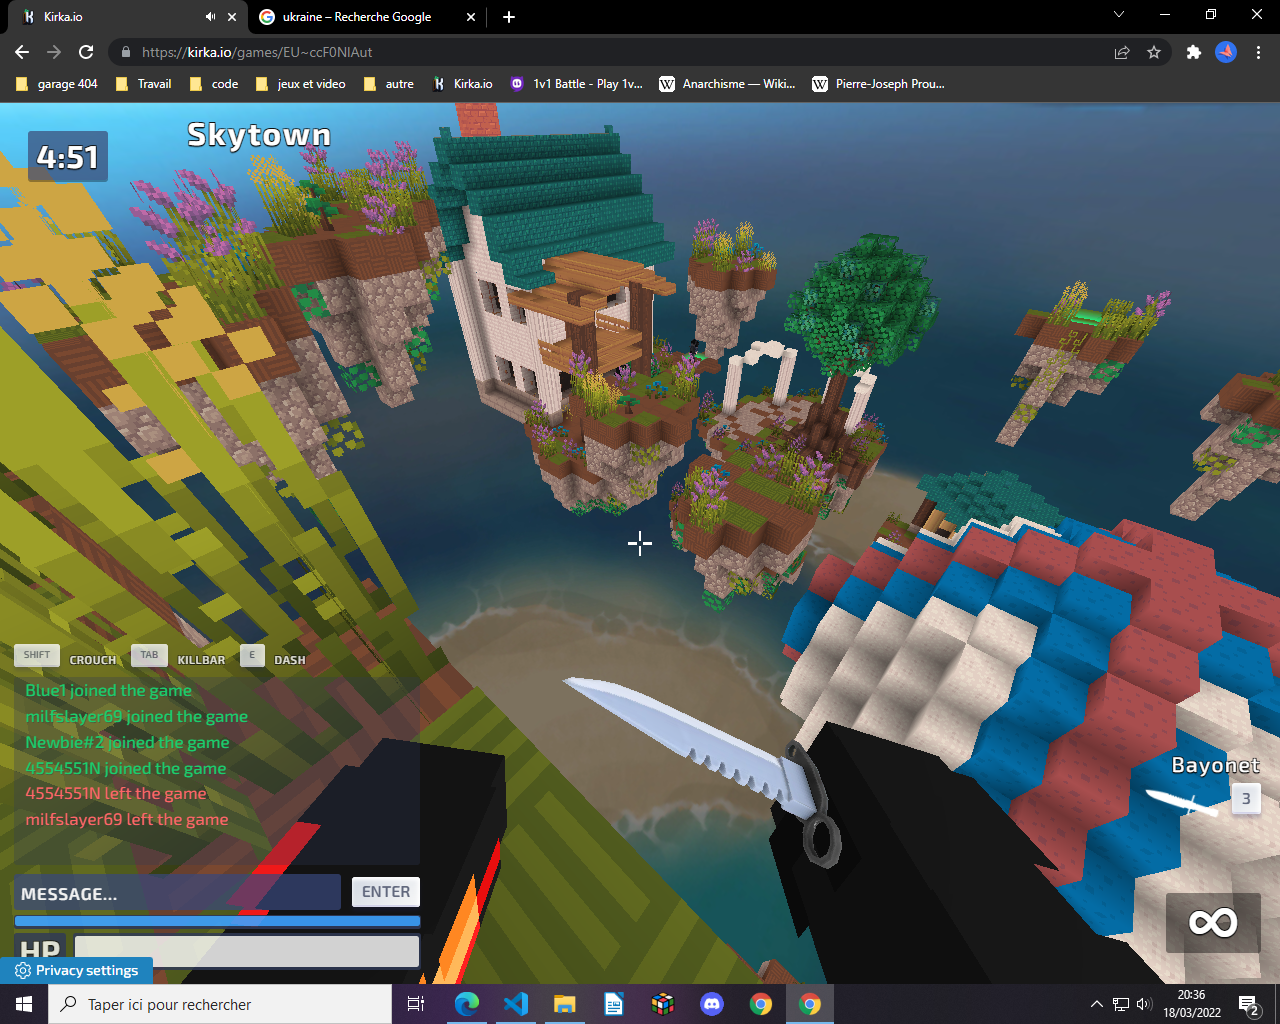 Kirka.io
ukraine – Recherche Google
https://kirka.io/games/EU~ccF0NIAut
garage 404
Travail
code
jeux et video
autre
Kirka.io
1v1 Battle - Play 1v...
Anarchisme — Wiki...
Pierre-Joseph Prou...
4:51
Skytown
SHIFT CROUCH TAB KILLBAR E DASH
Blue1 joined the game
milfslayer69 joined the game
Newbie#2 joined the game
4554551N joined the game
4554551N left the game
milfslayer69 left the game
MESSAGE...
ENTER
HP
Privacy settings
Bayonet
3
∞
Taper ici pour rechercher
20:36
18/03/2022
2